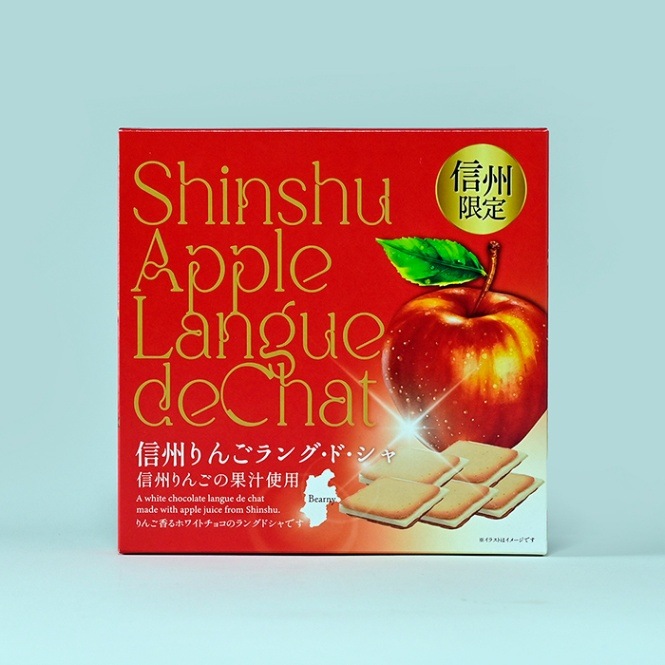 Shinshu
Apple
Langue
deChat
信州
限定
信州りんごラング・ド・シャ
信州りんごの果汁使用
A white chocolate langue de chat
made with apple juice from Shinshu.
りんご香るホワイトチョコのラングドシャです
Bearny
※イラストはイメージです